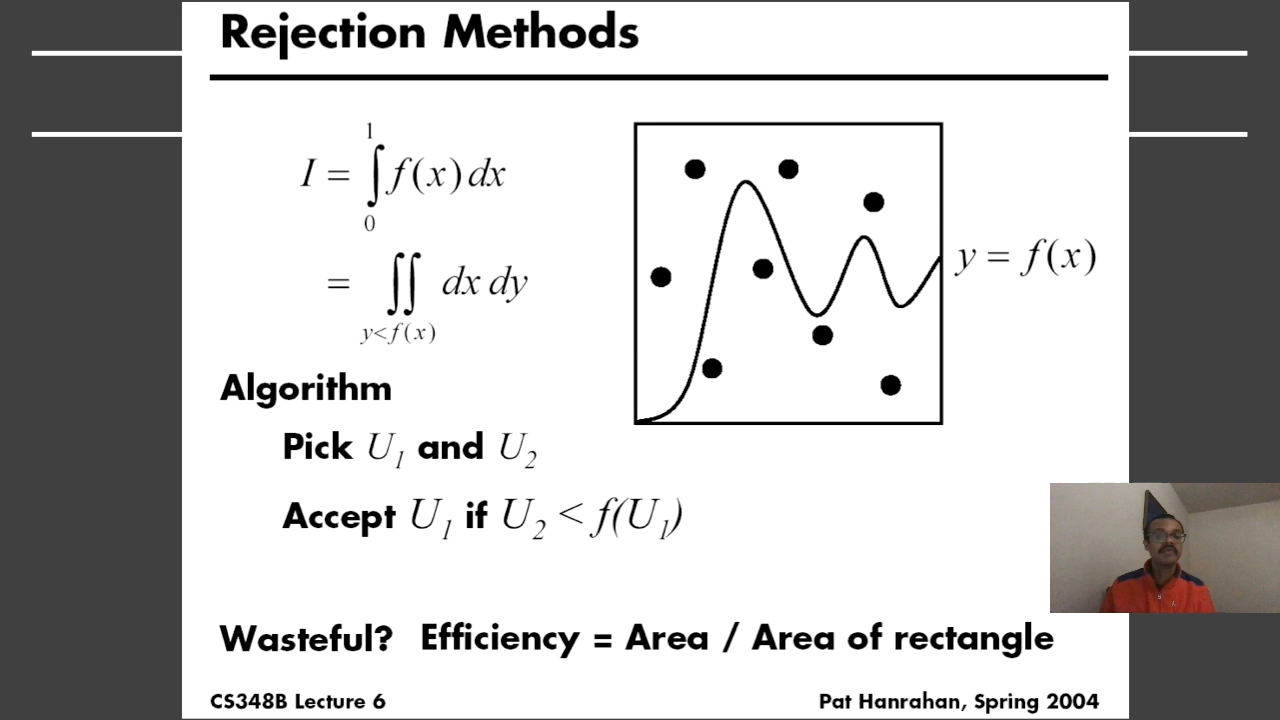 Rejection Methods
I = ∫₀¹ f(x) dx
= ∬ dx dy
y<f(x)
y = f(x)
Algorithm
Pick U₁ and U₂
Accept U₁ if U₂ < f(U₁)
Wasteful? Efficiency = Area / Area of rectangle
CS348B Lecture 6 Pat Hanrahan, Spring 2004